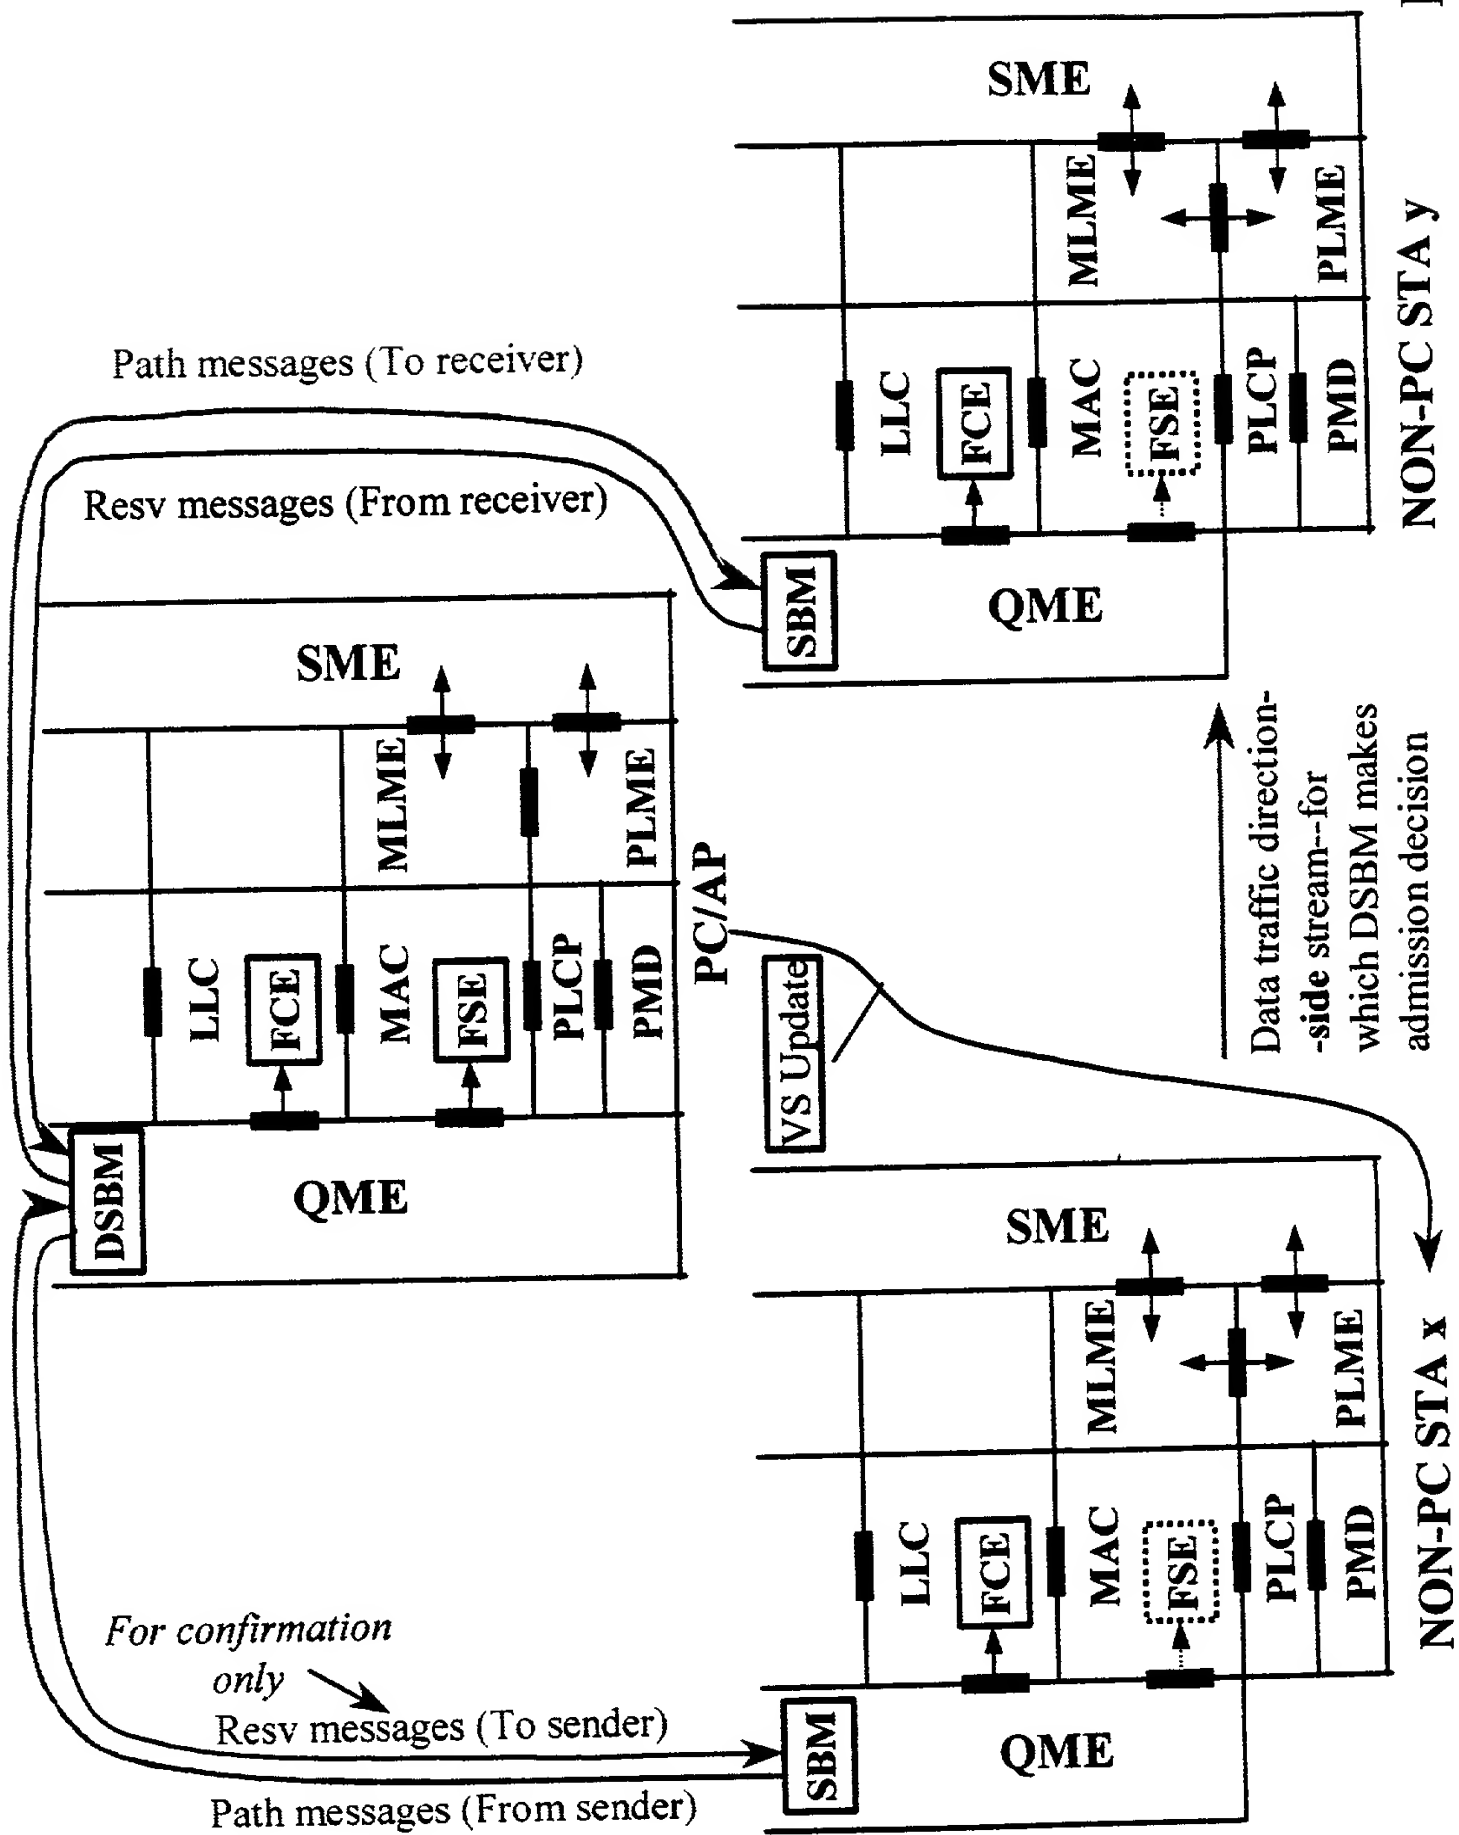 Path messages (To receiver)
Resv messages (From receiver)
SME
MLME
PLME
LLC
FCE
MAC
FSE
PLCP
PMD
SBM
QME
NON-PC STA y
SME
MLME
PLME
LLC
FCE
MAC
FSE
PLCP
PMD
DSBM
QME
PC/AP
VS Update
Data traffic direction-
-side stream--for
which DSBM makes
admission decision
SME
MLME
PLME
LLC
FCE
MAC
FSE
PLCP
PMD
SBM
QME
NON-PC STA x
For confirmation
only
Resv messages (To sender)
Path messages (From sender)